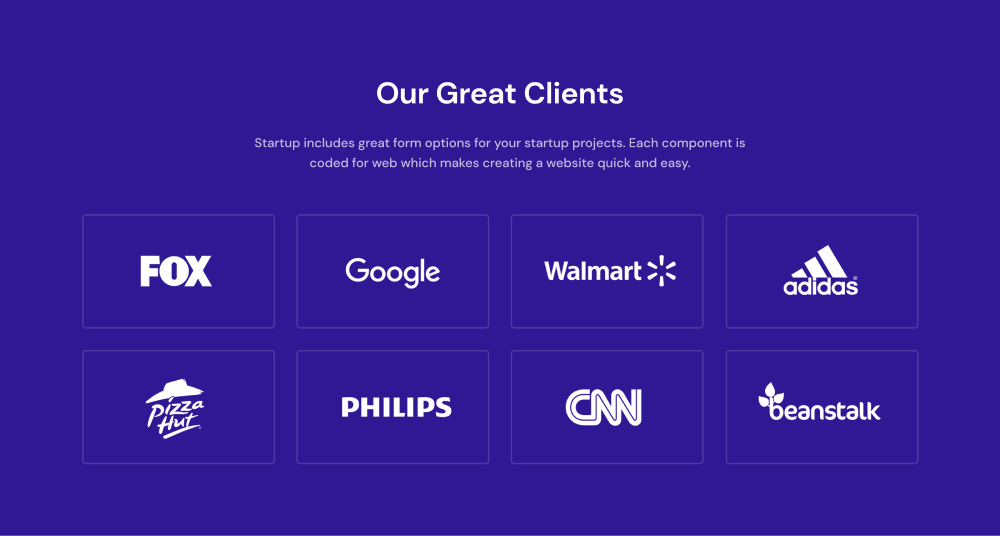 Our Great Clients
Startup includes great form options for your startup projects. Each component is
coded for web which makes creating a website quick and easy.
FOX
Google
Walmart
adidas
Pizza
Hut
PHILIPS
CNN
beanstalk